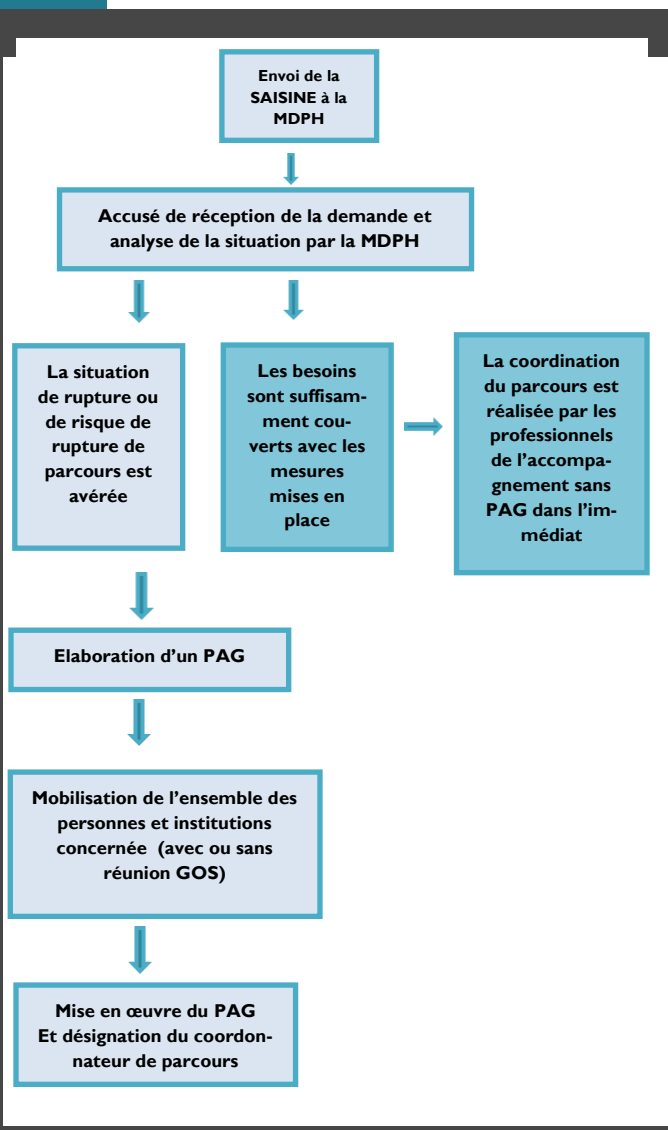 Envoi de la
SAISINE à la
MDPH
Accusé de réception de la demande et
analyse de la situation par la MDPH
La situation
de rupture ou
de risque de
rupture de
parcours est
avérée
Les besoins
sont suffisam-
ment cou-
verts avec les
mesures
mises en
place
La coordination
du parcours est
réalisée par les
professionnels
de l’accompa-
gnement sans
PAG dans l’im-
médiat
Elaboration d’un PAG
Mobilisation de l’ensemble des
personnes et institutions
concernée  (avec ou sans
réunion GOS)
Mise en œuvre du PAG
Et désignation du coordon-
nateur de parcours